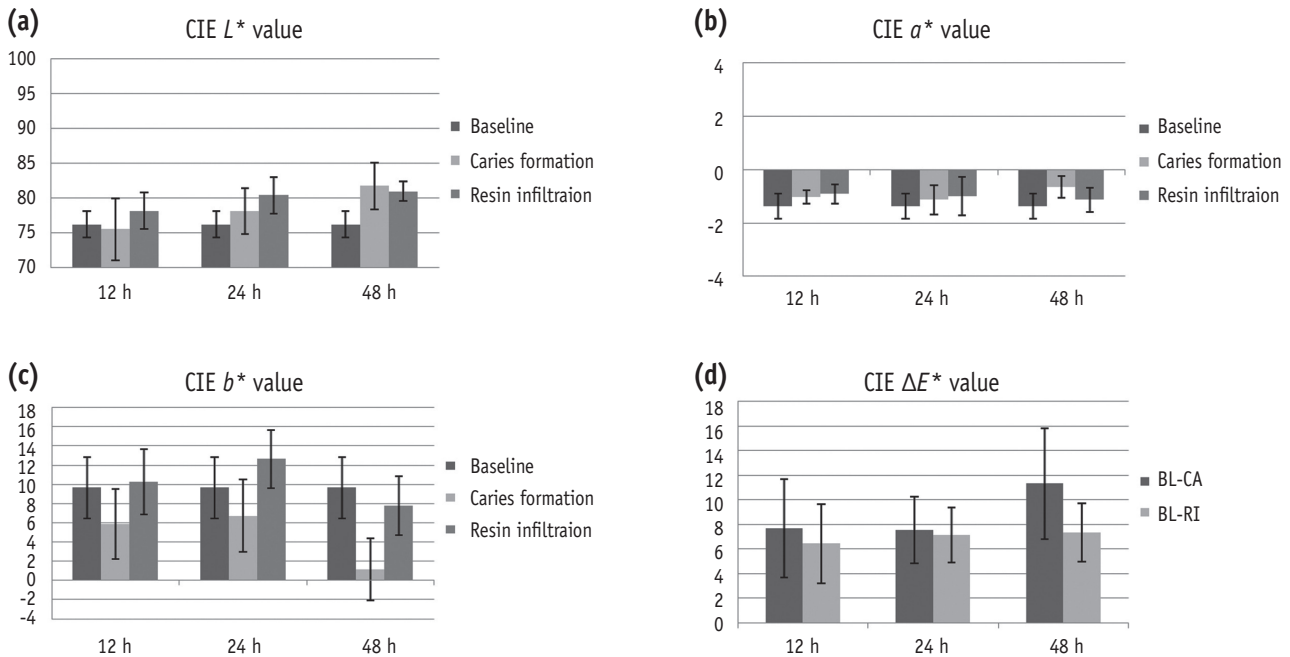 (a)
CIE L* value
100
95
90
85
80
75
70
12 h
24 h
48 h
Baseline
Caries formation
Resin infiltraion
(b)
CIE a* value
4
2
0
-2
-4
12 h
24 h
48 h
Baseline
Caries formation
Resin infiltraion
(c)
CIE b* value
18
16
14
12
10
8
6
4
2
0
-2
-4
12 h
24 h
48 h
Baseline
Caries formation
Resin infiltraion
(d)
CIE ΔE* value
18
16
14
12
10
8
6
4
2
0
12 h
24 h
48 h
BL-CA
BL-RI